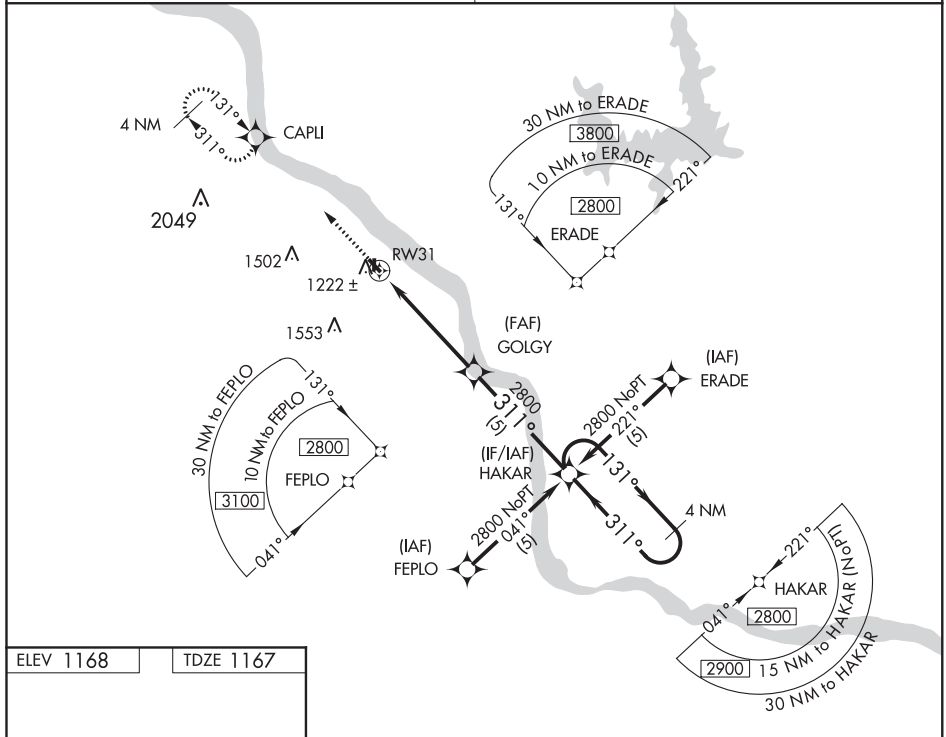 131°
4 NM
311°
CAPLI
2049
1502
1222 ±
RW31
1553
30 NM to ERADE
3800
10 NM to ERADE
2800
131°
221°
ERADE
(FAF)
GOLGY
2800
311°
(5)
(IAF)
ERADE
2800 NoPT
221°
(5)
(IF/IAF)
HAKAR
131°
311°
4 NM
2800 NoPT
041°
(5)
(IAF)
FEPLO
30 NM to FEPLO
10 NM to FEPLO
131°
2800
FEPLO
3100
041°
221°
HAKAR
041°
2800
15 NM to HAKAR (NoPT)
2900
30 NM to HAKAR
ELEV 1168
TDZE 1167